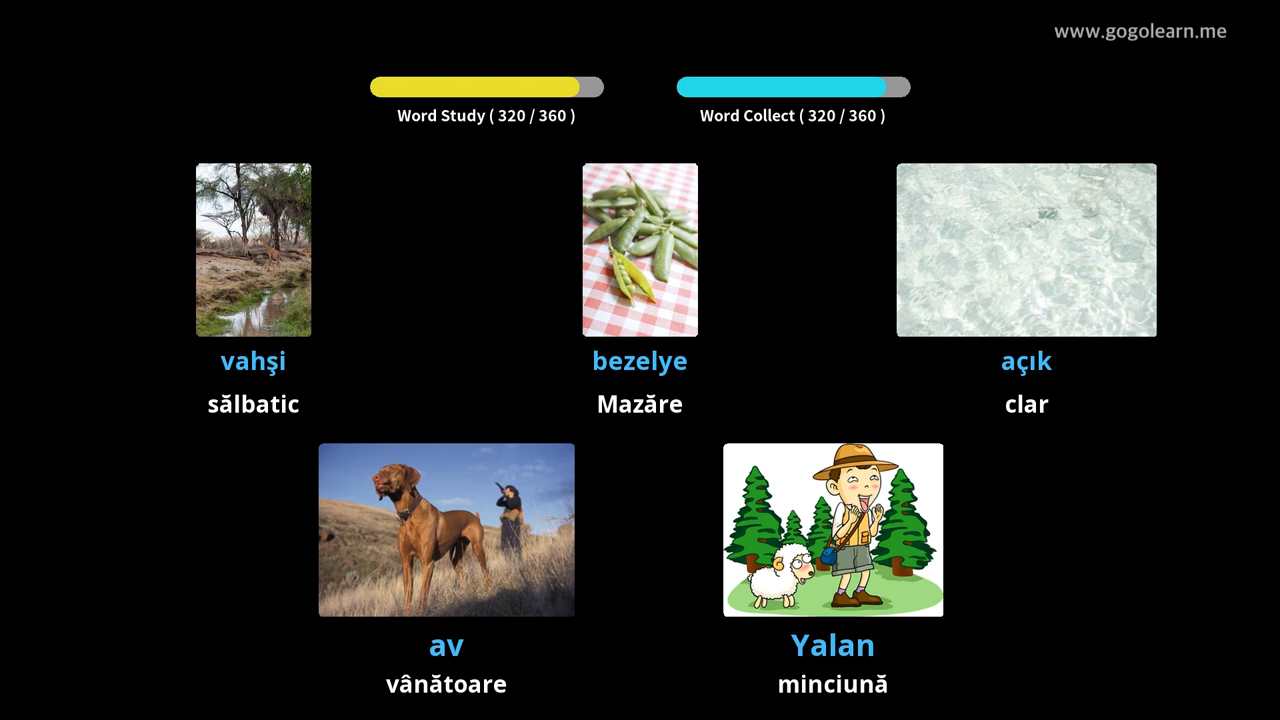 www.gogolearn.me
Word Study ( 320 / 360 )
Word Collect ( 320 / 360 )
vahşi
sălbatic
bezelye
Mazăre
açık
clar
av
vânătoare
Yalan
minciună